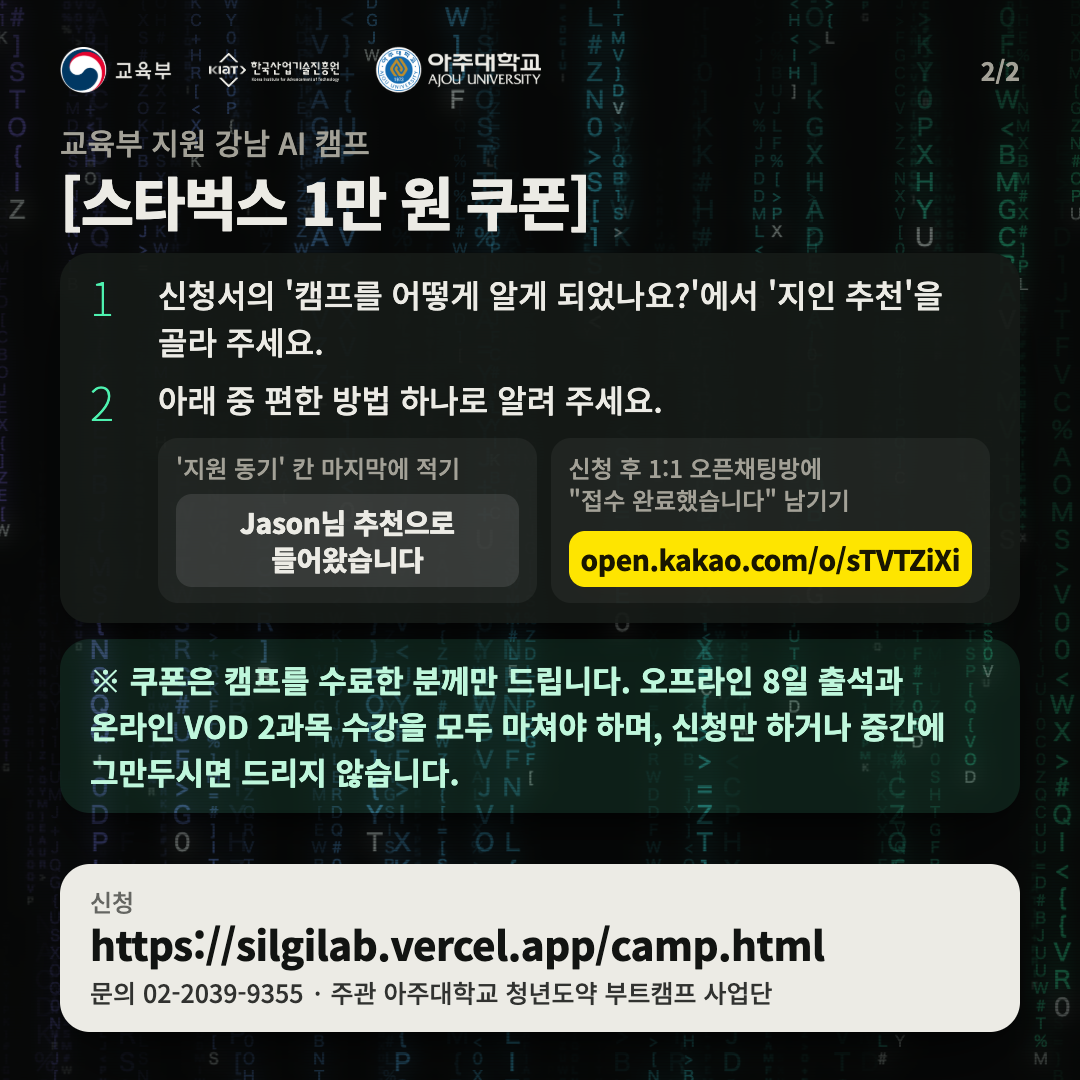 교육부
KIAT 한국산업기술진흥원
Korea Institute for Advancement of Technology
아주대학교
AJOU UNIVERSITY
2/2
교육부 지원 강남 AI 캠프
[스타벅스 1만 원 쿠폰]
1 신청서의 '캠프를 어떻게 알게 되었나요?'에서 '지인 추천'을
골라 주세요.
2 아래 중 편한 방법 하나로 알려 주세요.
'지원 동기' 칸 마지막에 적기
Jason님 추천으로
들어왔습니다
신청 후 1:1 오픈채팅방에
"접수 완료했습니다" 남기기
open.kakao.com/o/sTVTZiXi
※ 쿠폰은 캠프를 수료한 분께만 드립니다. 오프라인 8일 출석과
온라인 VOD 2과목 수강을 모두 마쳐야 하며, 신청만 하거나 중간에
그만두시면 드리지 않습니다.
신청
https://silgilab.vercel.app/camp.html
문의 02-2039-9355 · 주관 아주대학교 청년도약 부트캠프 사업단